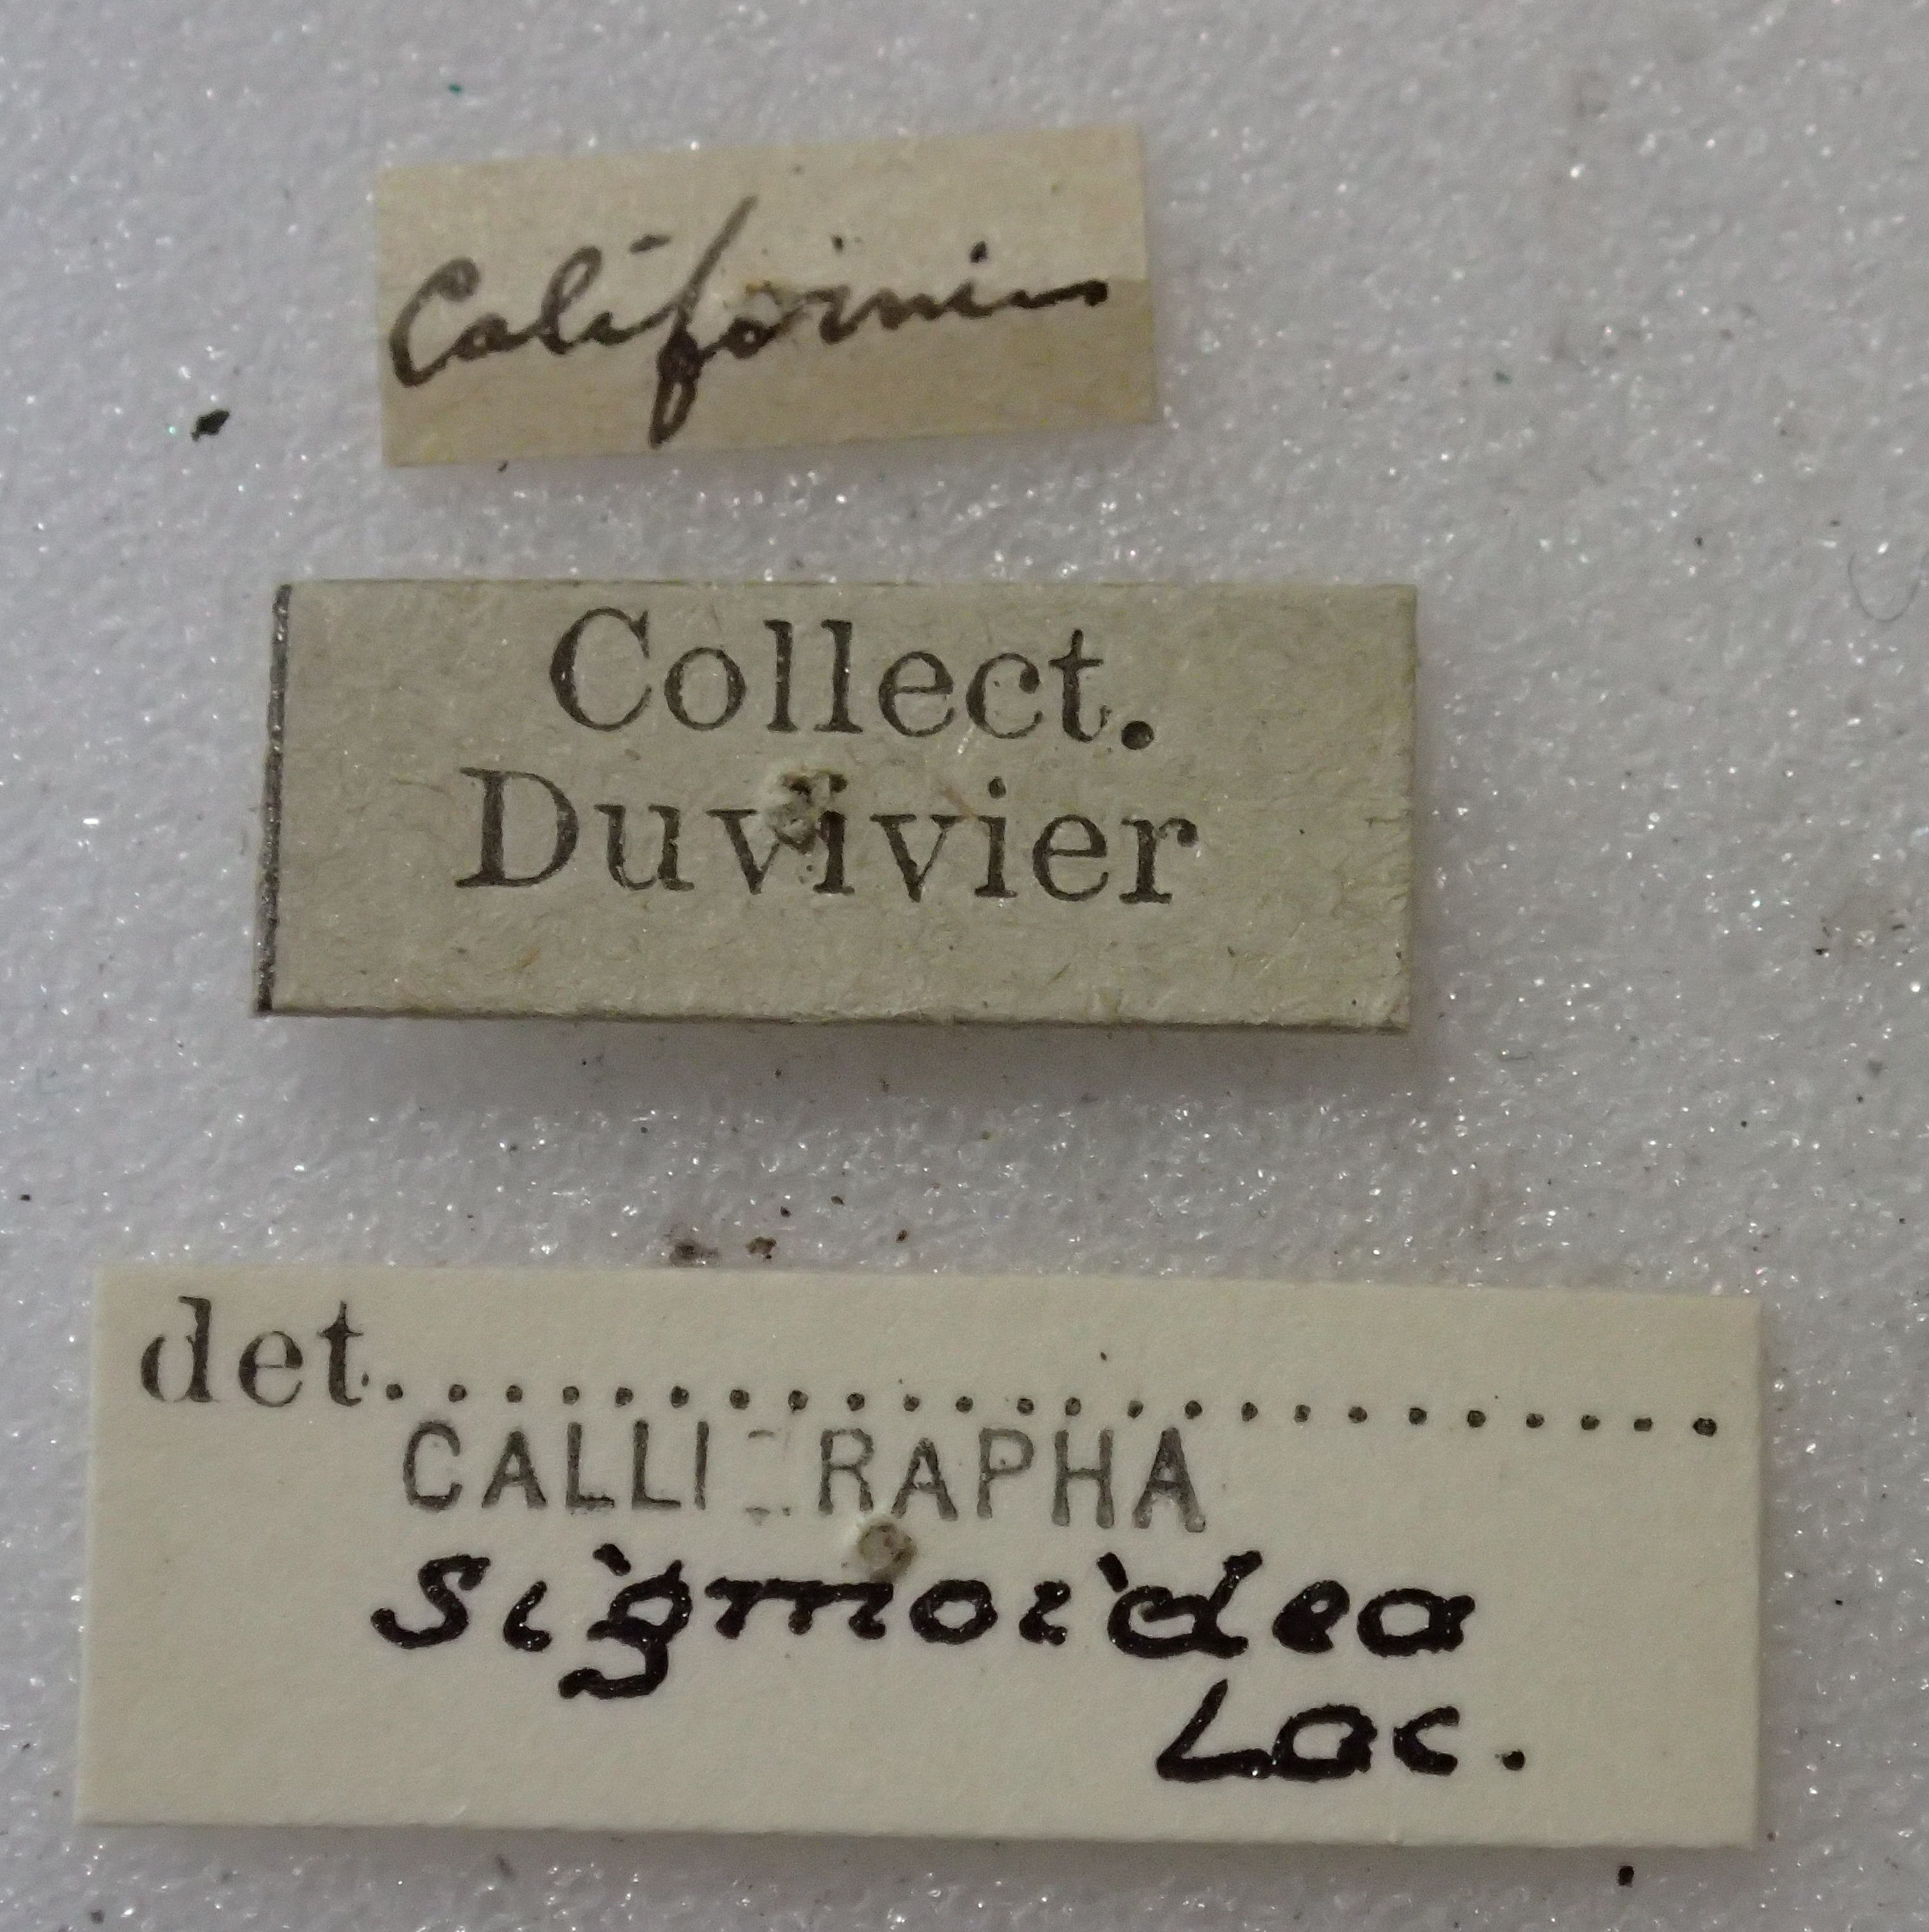 Californie
Collect.
Duvivier
det..........................
CALLIGRAPHA
sigmoidea
Lac.